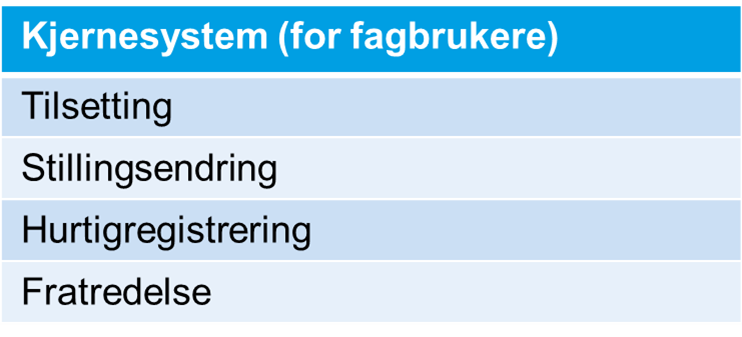 Kjernesystem (for fagbrukere)
Tilsetting
Stillingsendring
Hurtigregistrering
Fratredelse